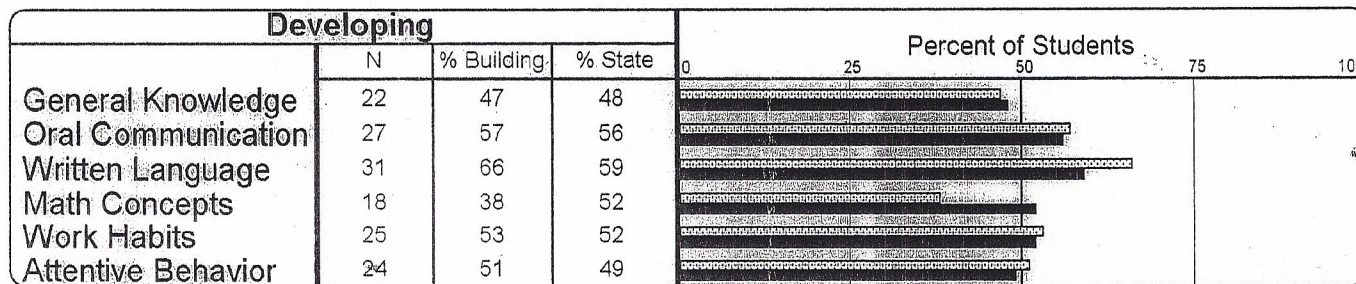 Developing
N % Building % State
Percent of Students
0 25 50 75 10
General Knowledge 22 47 48
Oral Communication 27 57 56
Written Language 31 66 59
Math Concepts 18 38 52
Work Habits 25 53 52
Attentive Behavior 24 51 49